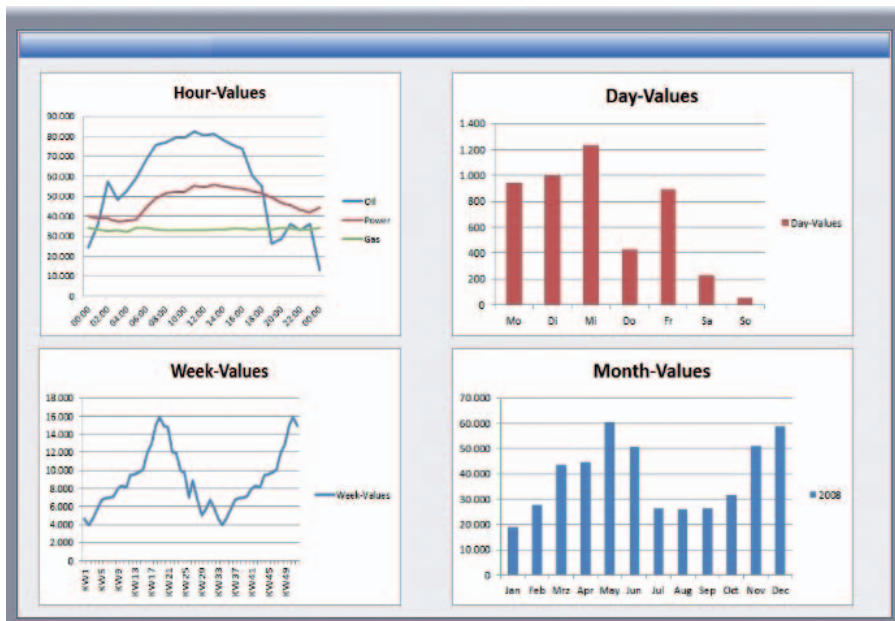 Hour-Values
90.000
80.000
70.000
60.000
50.000
40.000
30.000
20.000
10.000
0
00:00
02:00
04:00
06:00
08:00
10:00
12:00
14:00
16:00
18:00
20:00
22:00
00:00
Oil
Power
Gas
Day-Values
1.400
1.200
1.000
800
600
400
200
0
Mo
Di
Mi
Do
Fr
Sa
So
Day-Values
Week-Values
18.000
16.000
14.000
12.000
10.000
8.000
6.000
4.000
2.000
0
KW1
KW5
KW9
KW13
KW17
KW21
KW25
KW29
KW33
KW37
KW41
KW45
KW49
Week-Values
Month-Values
70.000
60.000
50.000
40.000
30.000
20.000
10.000
0
Jan
Feb
Mrz
Apr
May
Jun
Jul
Aug
Sep
Oct
Nov
Dec
2008